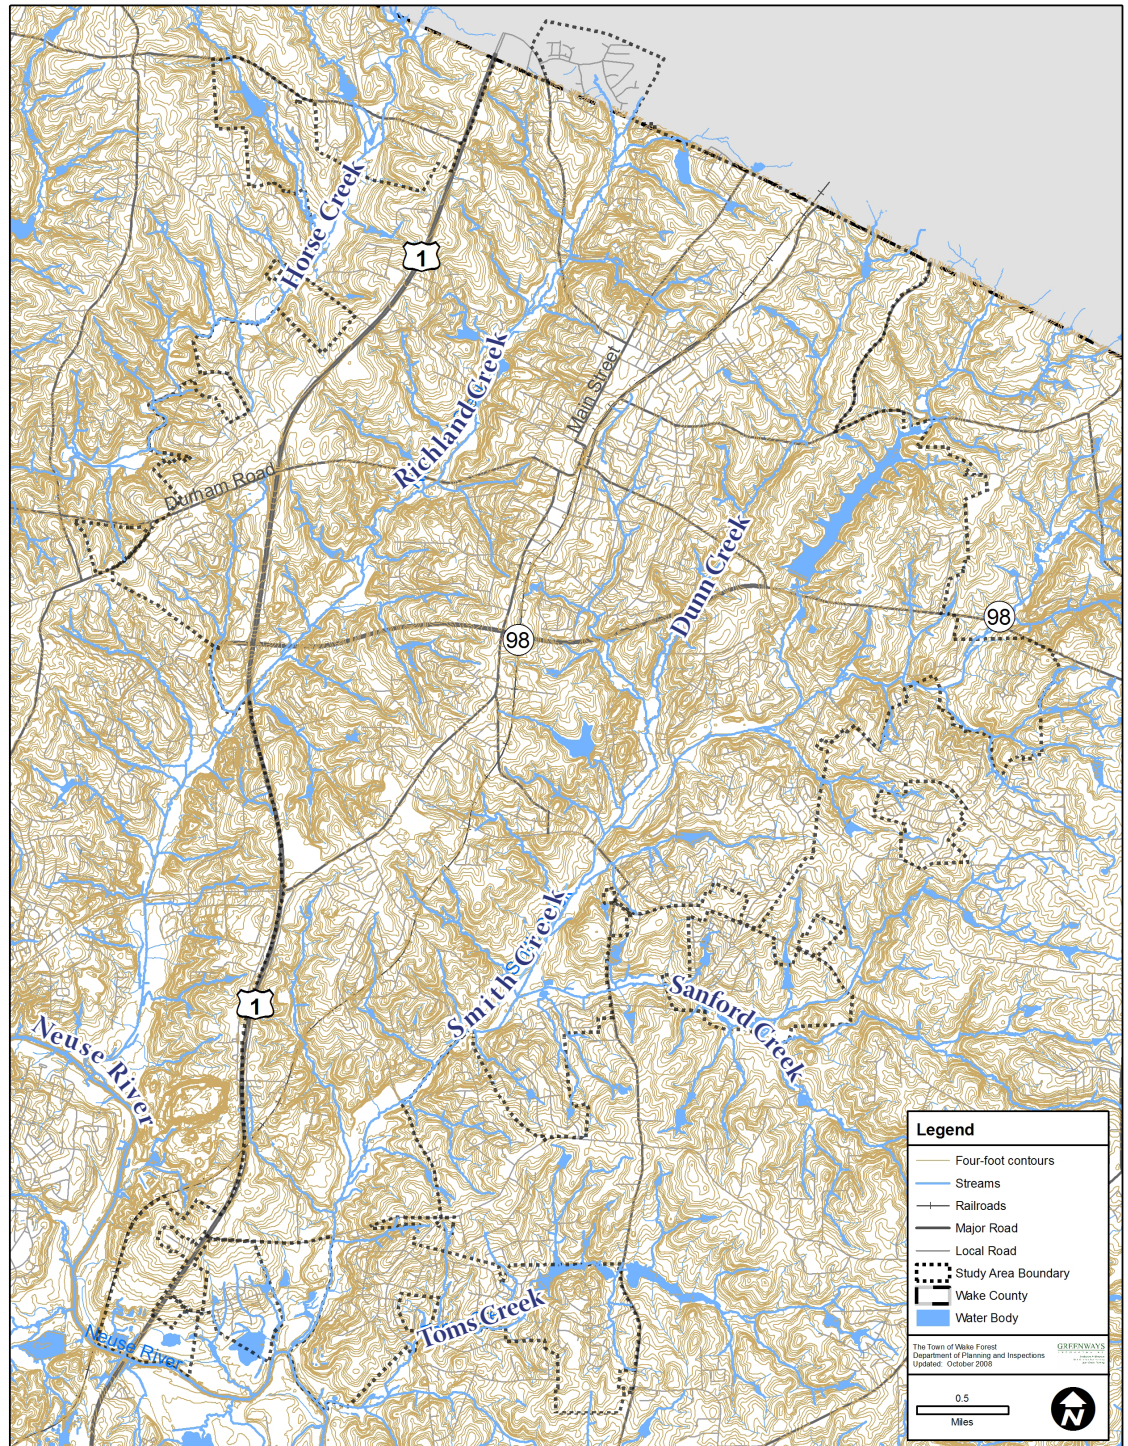 Horse Creek
1
Richland Creek
Main Street
Durham Road
Dunn Creek
98
98
Smith Creek
Sanford Creek
1
Neuse River
Toms Creek
Neuse River
Legend
Four-foot contours
Streams
Railroads
Major Road
Local Road
Study Area Boundary
Wake County
Water Body
The Town of Wake Forest
Department of Planning and Inspections
Updated: October 2008
GREENWAYS
0.5
Miles
N